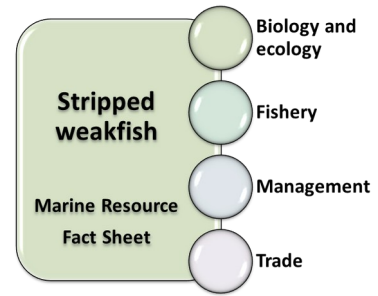 Stripped
weakfish
Marine Resource
Fact Sheet
Biology and
ecology
Fishery
Management
Trade